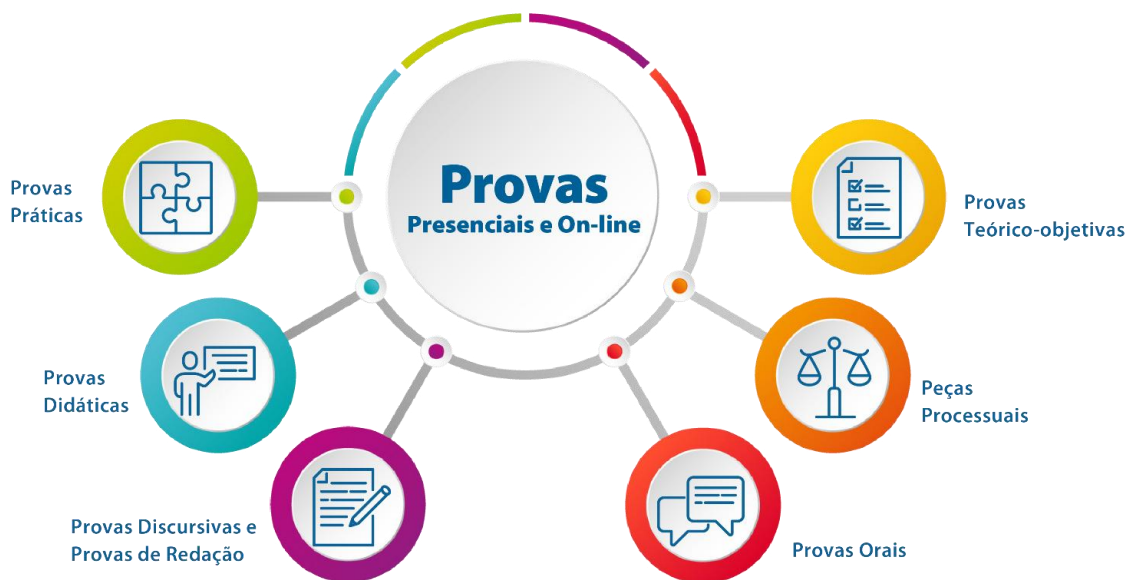 Provas
Presenciais e On-line
Provas
Práticas
Provas
Didáticas
Provas Discursivas e
Provas de Redação
Provas Orais
Peças
Processuais
Provas
Teórico-objetivas